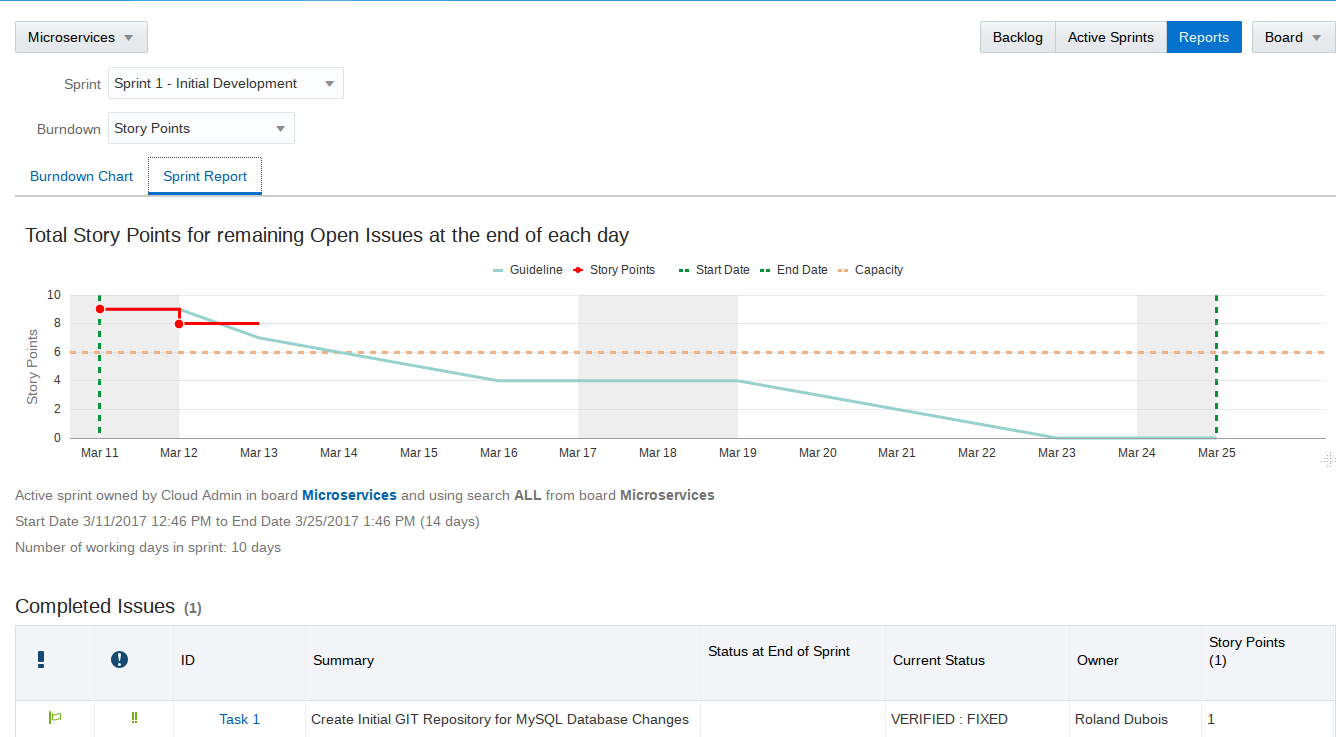 Microservices
Backlog Active Sprints Reports Board
Sprint Sprint 1 - Initial Development
Burndown Story Points
Burndown Chart Sprint Report
Total Story Points for remaining Open Issues at the end of each day
Guideline Story Points Start Date End Date Capacity
10
8
6
4
2
0
Story Points
Mar 11 Mar 12 Mar 13 Mar 14 Mar 15 Mar 16 Mar 17 Mar 18 Mar 19 Mar 20 Mar 21 Mar 22 Mar 23 Mar 24 Mar 25
Active sprint owned by Cloud Admin in board Microservices and using search ALL from board Microservices
Start Date 3/11/2017 12:46 PM to End Date 3/25/2017 1:46 PM (14 days)
Number of working days in sprint: 10 days
Completed Issues (1)
ID Summary Status at End of Sprint Current Status Owner Story Points
(1)
Task 1 Create Initial GIT Repository for MySQL Database Changes VERIFIED : FIXED Roland Dubois 1